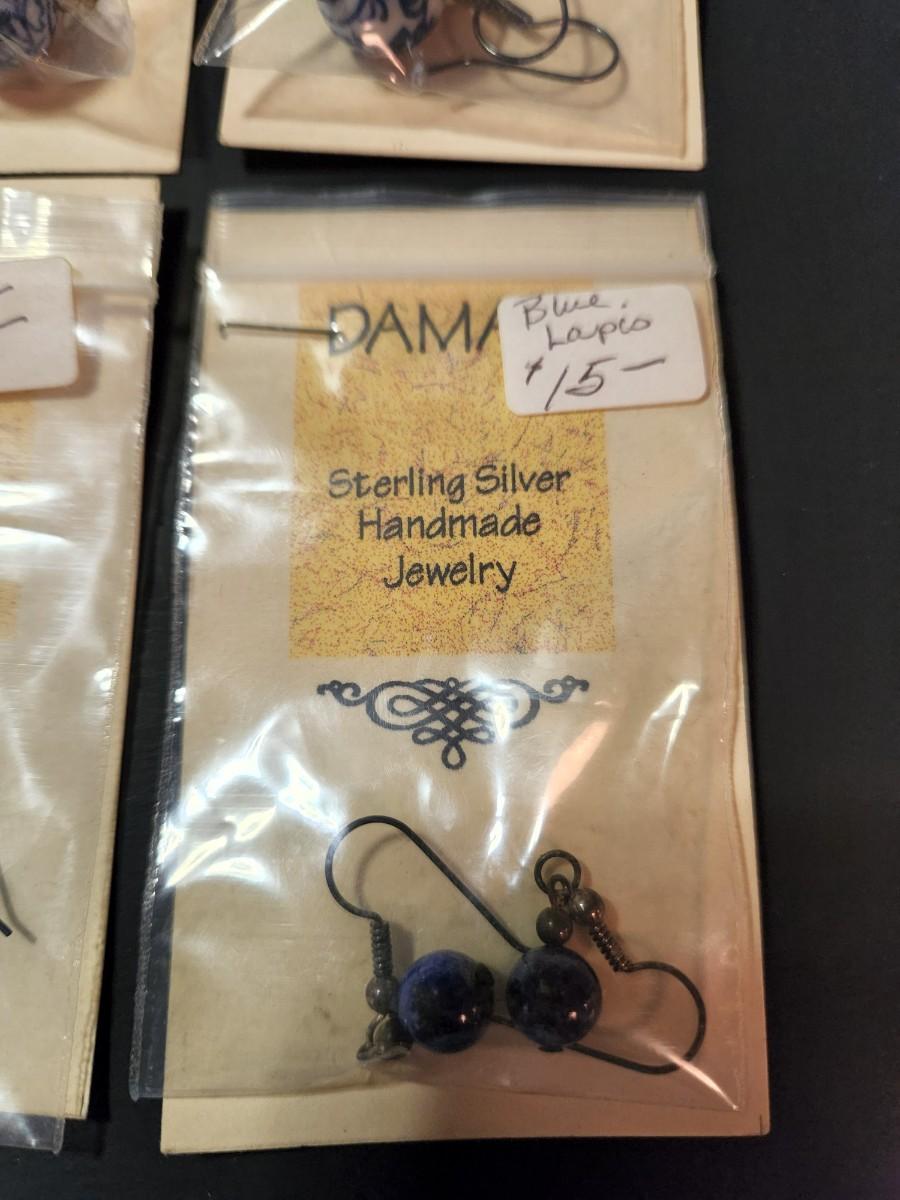 DAMA
Blue.
Lapis
$15—
Sterling Silver
Handmade
Jewelry